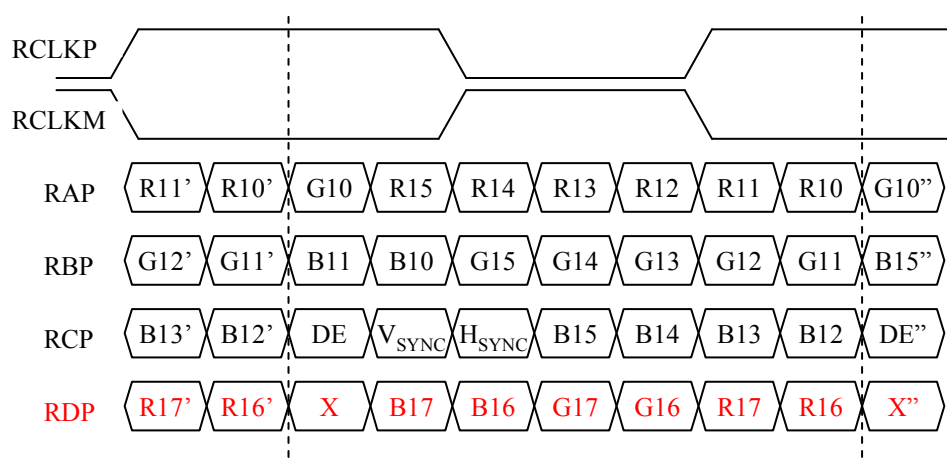 RCLKP
RCLKM
RAP R11’ R10’ G10 R15 R14 R13 R12 R11 R10 G10”
RBP G12’ G11’ B11 B10 G15 G14 G13 G12 G11 B15”
RCP B13’ B12’ DE VSYNC HSYNC B15 B14 B13 B12 DE”
RDP R17’ R16’ X B17 B16 G17 G16 R17 R16 X”